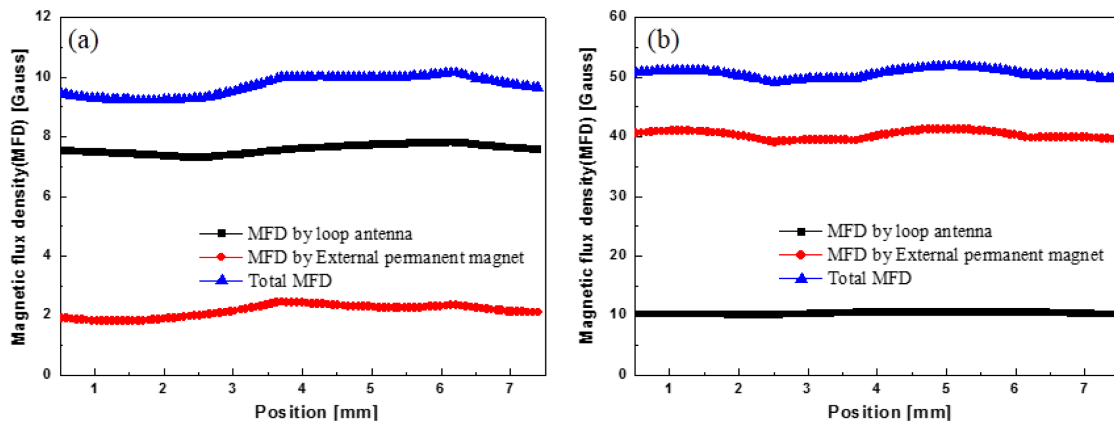 (a)
Magnetic flux density(MFD) [Gauss]
12
10
8
6
4
2
0
MFD by loop antenna
MFD by External permanent magnet
Total MFD
1 2 3 4 5 6 7
Position [mm]
(b)
Magnetic flux density(MFD) [Gauss]
60
50
40
30
20
10
0
MFD by loop antenna
MFD by External permanent magnet
Total MFD
1 2 3 4 5 6 7
Position [mm]